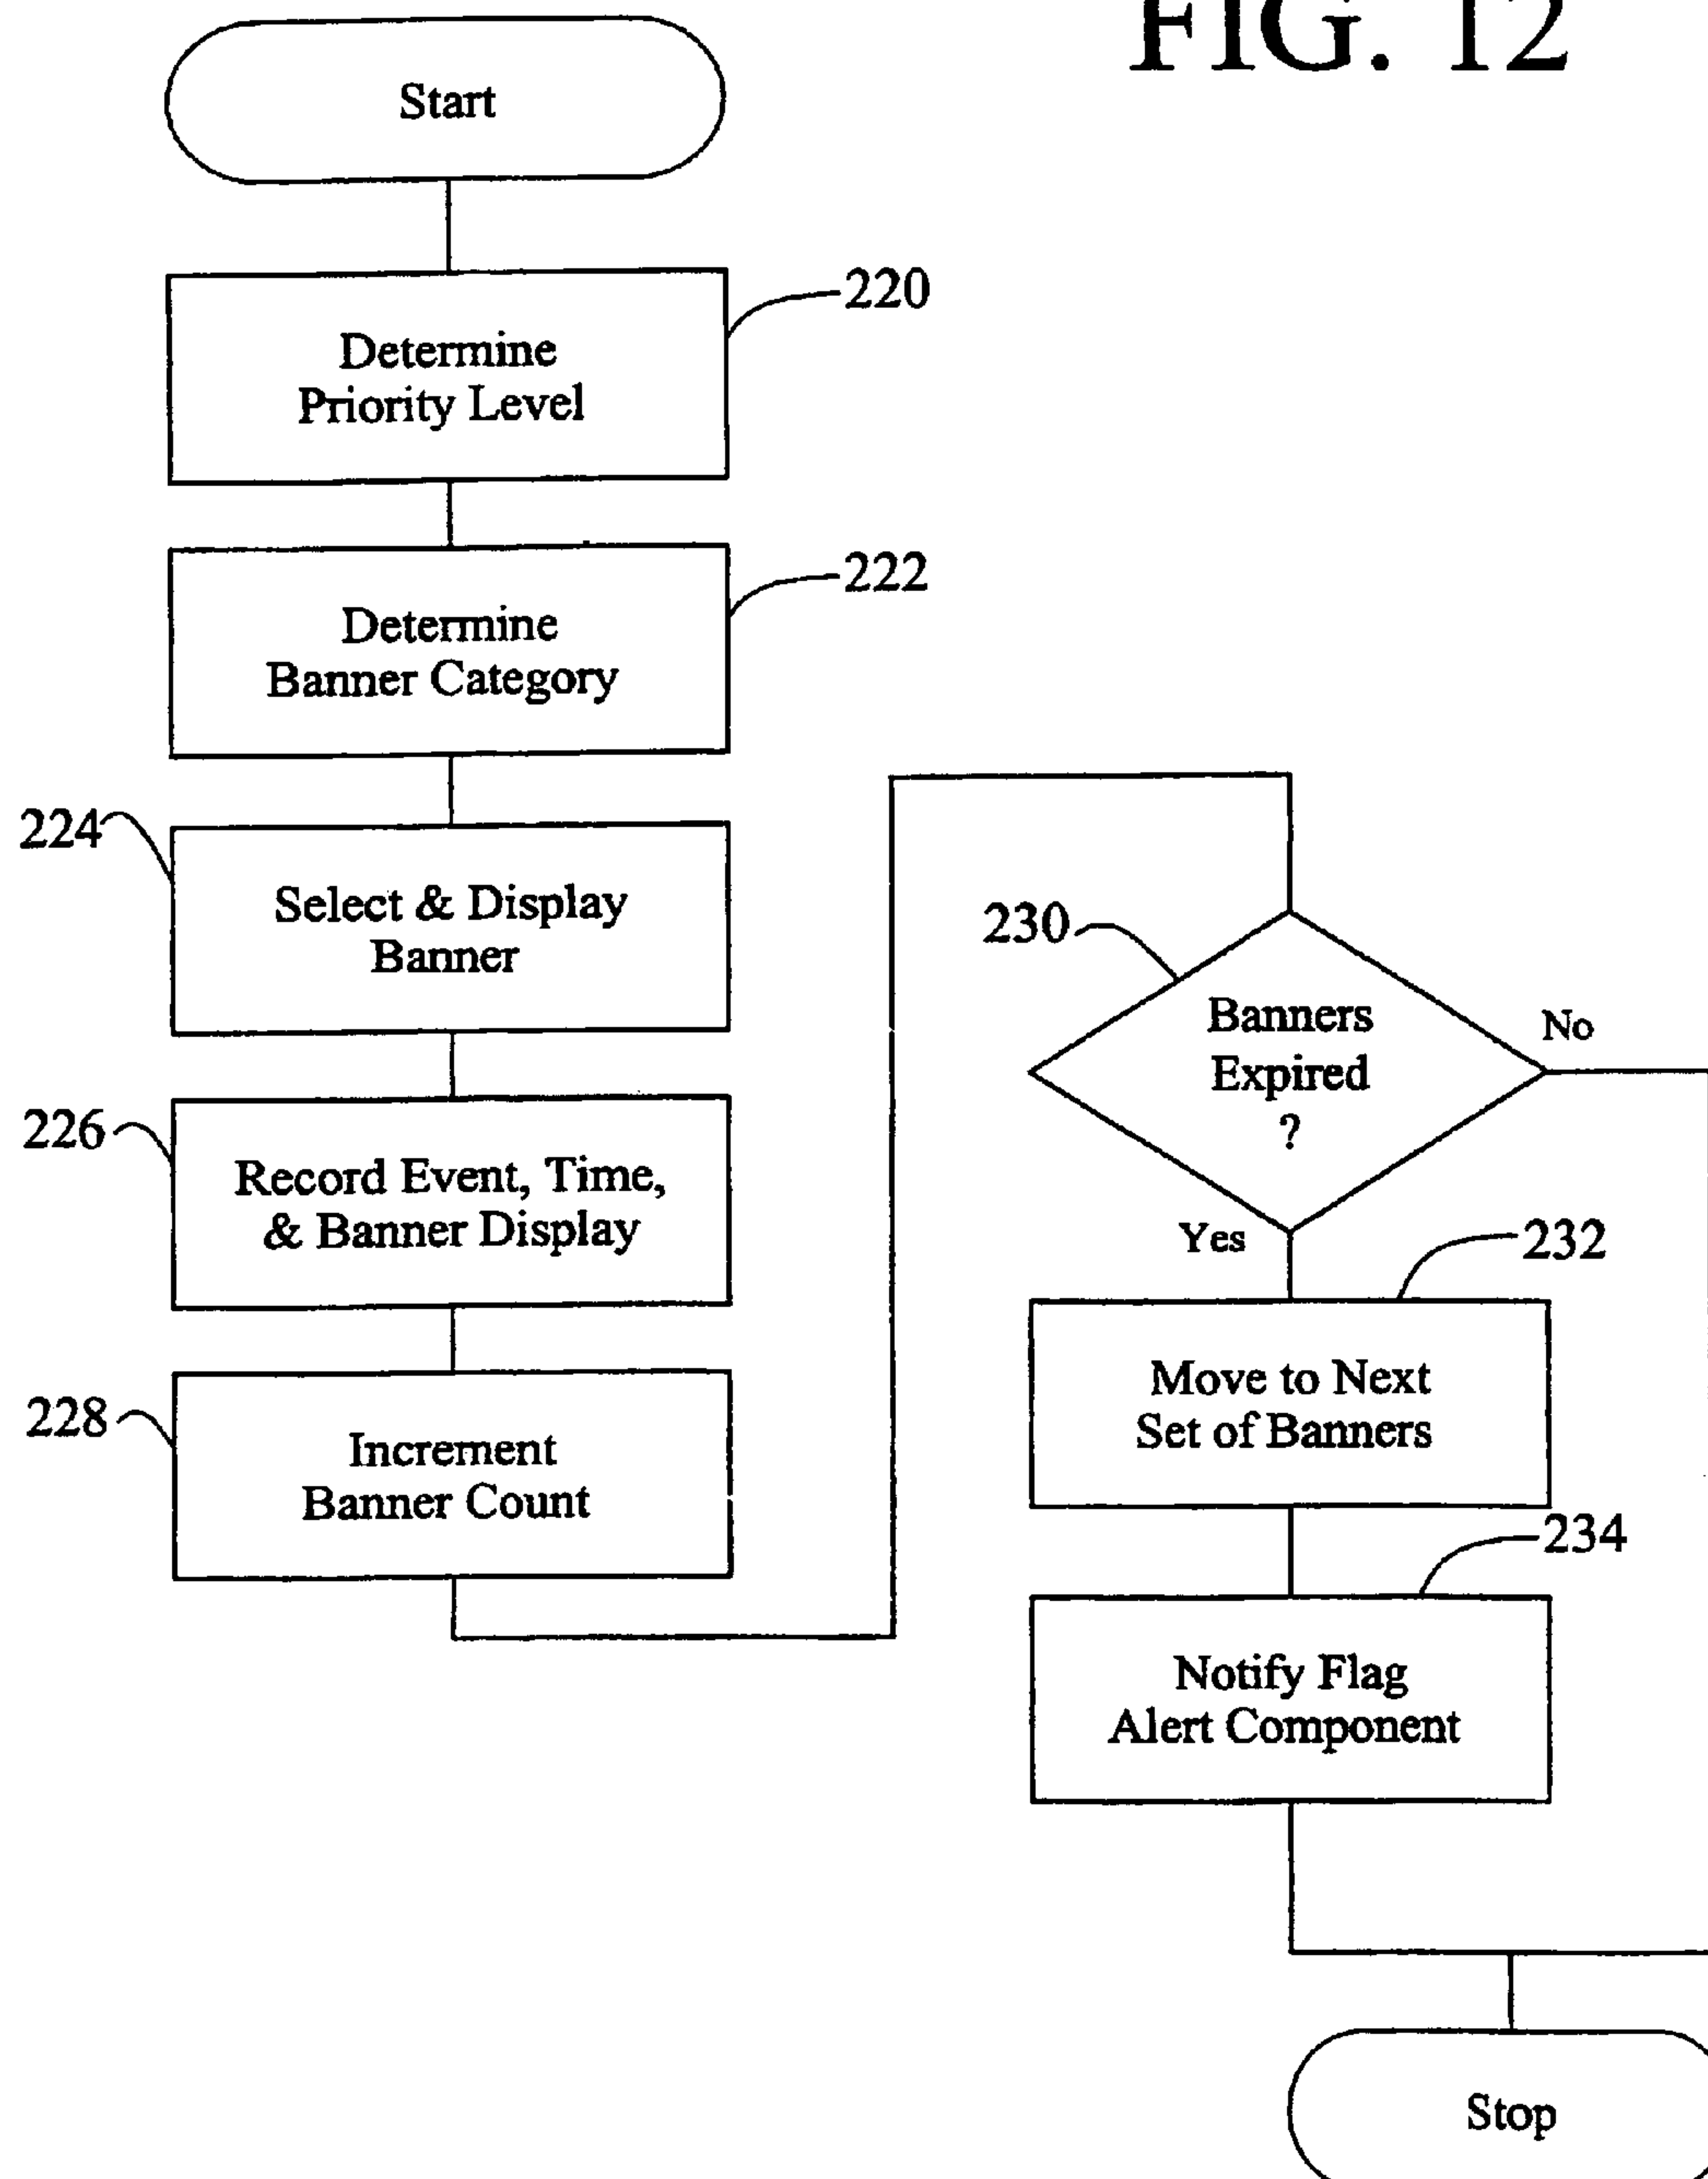 FIG. 12
Start
220
Determine
Priority Level
222
Determine
Banner Category
224
Select & Display
Banner
226
Record Event, Time,
& Banner Display
228
Increment
Banner Count
230
Banners
Expired
?
No
Yes
232
Move to Next
Set of Banners
234
Notify Flag
Alert Component
Stop